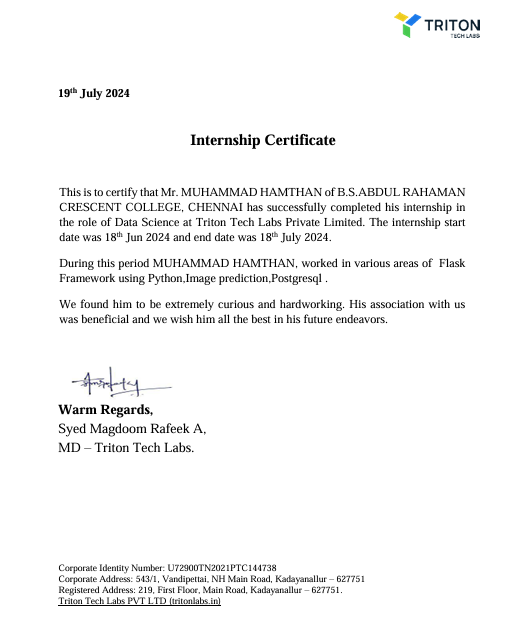 TRITON
TECH LABS
19th July 2024
Internship Certificate
This is to certify that Mr. MUHAMMAD HAMTHAN of B.S.ABDUL RAHAMAN
CRESCENT COLLEGE, CHENNAI has successfully completed his internship in
the role of Data Science at Triton Tech Labs Private Limited. The internship start
date was 18th Jun 2024 and end date was 18th July 2024.
During this period MUHAMMAD HAMTHAN, worked in various areas of Flask
Framework using Python,Image prediction,Postgresql .
We found him to be extremely curious and hardworking. His association with us
was beneficial and we wish him all the best in his future endeavors.
Warm Regards,
Syed Magdoom Rafeek A,
MD – Triton Tech Labs.
Corporate Identity Number: U72900TN2021PTC144738
Corporate Address: 543/1, Vandipettai, NH Main Road, Kadayanallur – 627751
Registered Address: 219, First Floor, Main Road, Kadayanallur – 627751.
Triton Tech Labs PVT LTD (tritonlabs.in)